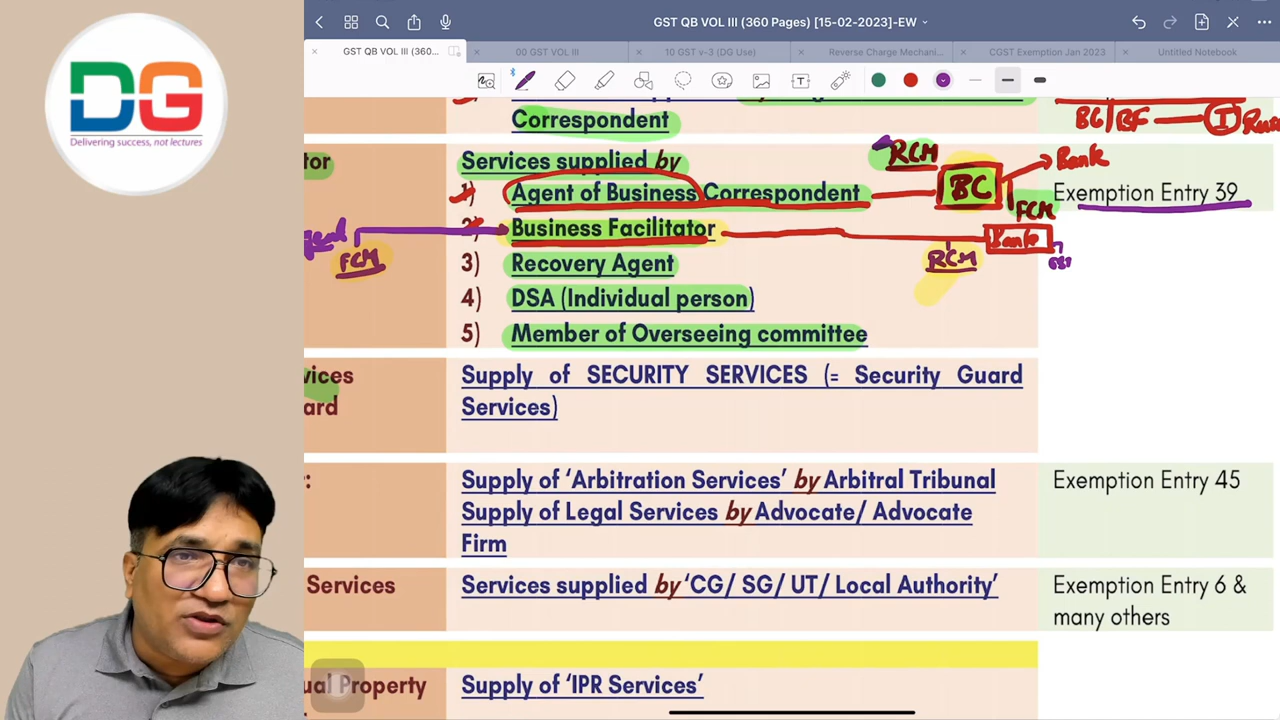 DG
Delivering success, not lectures
GST QB VOL III (360 Pages) [15-02-2023]-EW
GST QB VOL III (360...
00 GST VOL III
10 GST v-3 (DG Use)
Reverse Charge Mechani...
CGST Exemption Jan 2023
Untitled Notebook
Correspondent
BC/BF — I
tor
Services supplied by
RCM
BC
Bank
1) Agent of Business Correspondent
Exemption Entry 39
FCM
2) Business Facilitator
Bank
FCM
RCM
3) Recovery Agent
4) DSA (Individual person)
5) Member of Overseeing committee
vices
ard
Supply of SECURITY SERVICES (= Security Guard
Services)
:
Supply of ‘Arbitration Services’ by Arbitral Tribunal
Exemption Entry 45
Supply of Legal Services by Advocate/ Advocate
Firm
Services
Services supplied by ‘CG/ SG/ UT/ Local Authority’
Exemption Entry 6 &
many others
ual Property
Supply of ‘IPR Services’